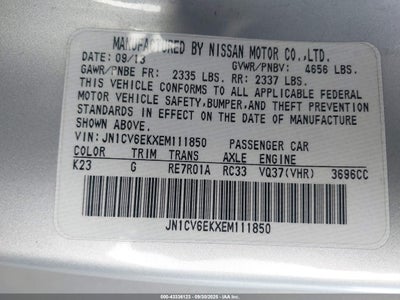 MANUFACTURED BY NISSAN MOTOR CO.,LTD.
DATE: 09/13 GVWR/PNBV: 4656 LBS.
GAWR/PNBE FR: 2335 LBS. RR: 2337 LBS.
THIS VEHICLE CONFORMS TO ALL APPLICABLE FEDERAL
MOTOR VEHICLE SAFETY,BUMPER,AND THEFT PREVENTION
STANDARDS IN EFFECT ON THE DATE OF MANUFACTURE
SHOWN ABOVE.
VIN: JN1CV6EKXEM111850 PASSENGER CAR
COLOR TRIM TRANS AXLE ENGINE
K23 G RE7R01A RC33 VQ37(VHR) 3696CC
JN1CV6EKXEM111850
500-43336123 - 09/30/2025 - IAA, Inc.